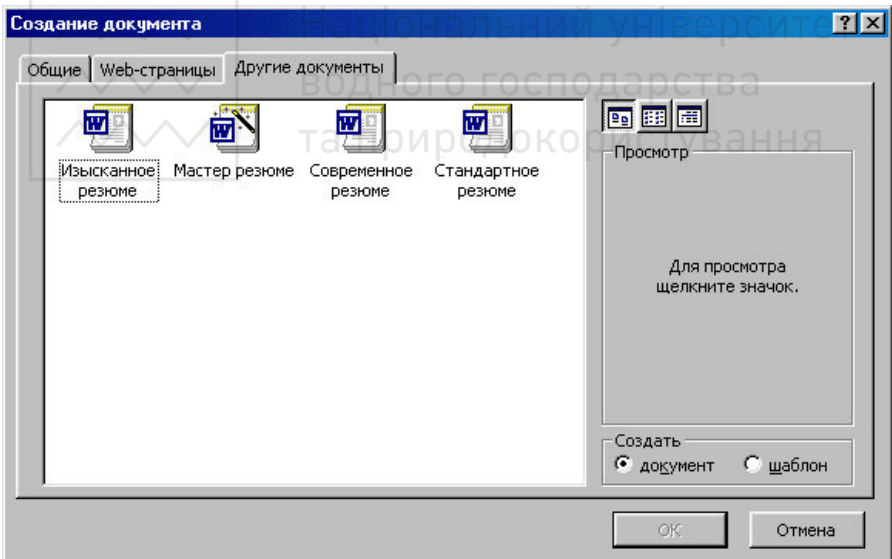 Создание документа
Національний університет
водного господарства
та природокористування
Общие Web-страницы Другие документы
Изысканное резюме
Мастер резюме
Современное резюме
Стандартное резюме
Просмотр
Для просмотра
щелкните значок.
Создать
документ шаблон
ОК Отмена